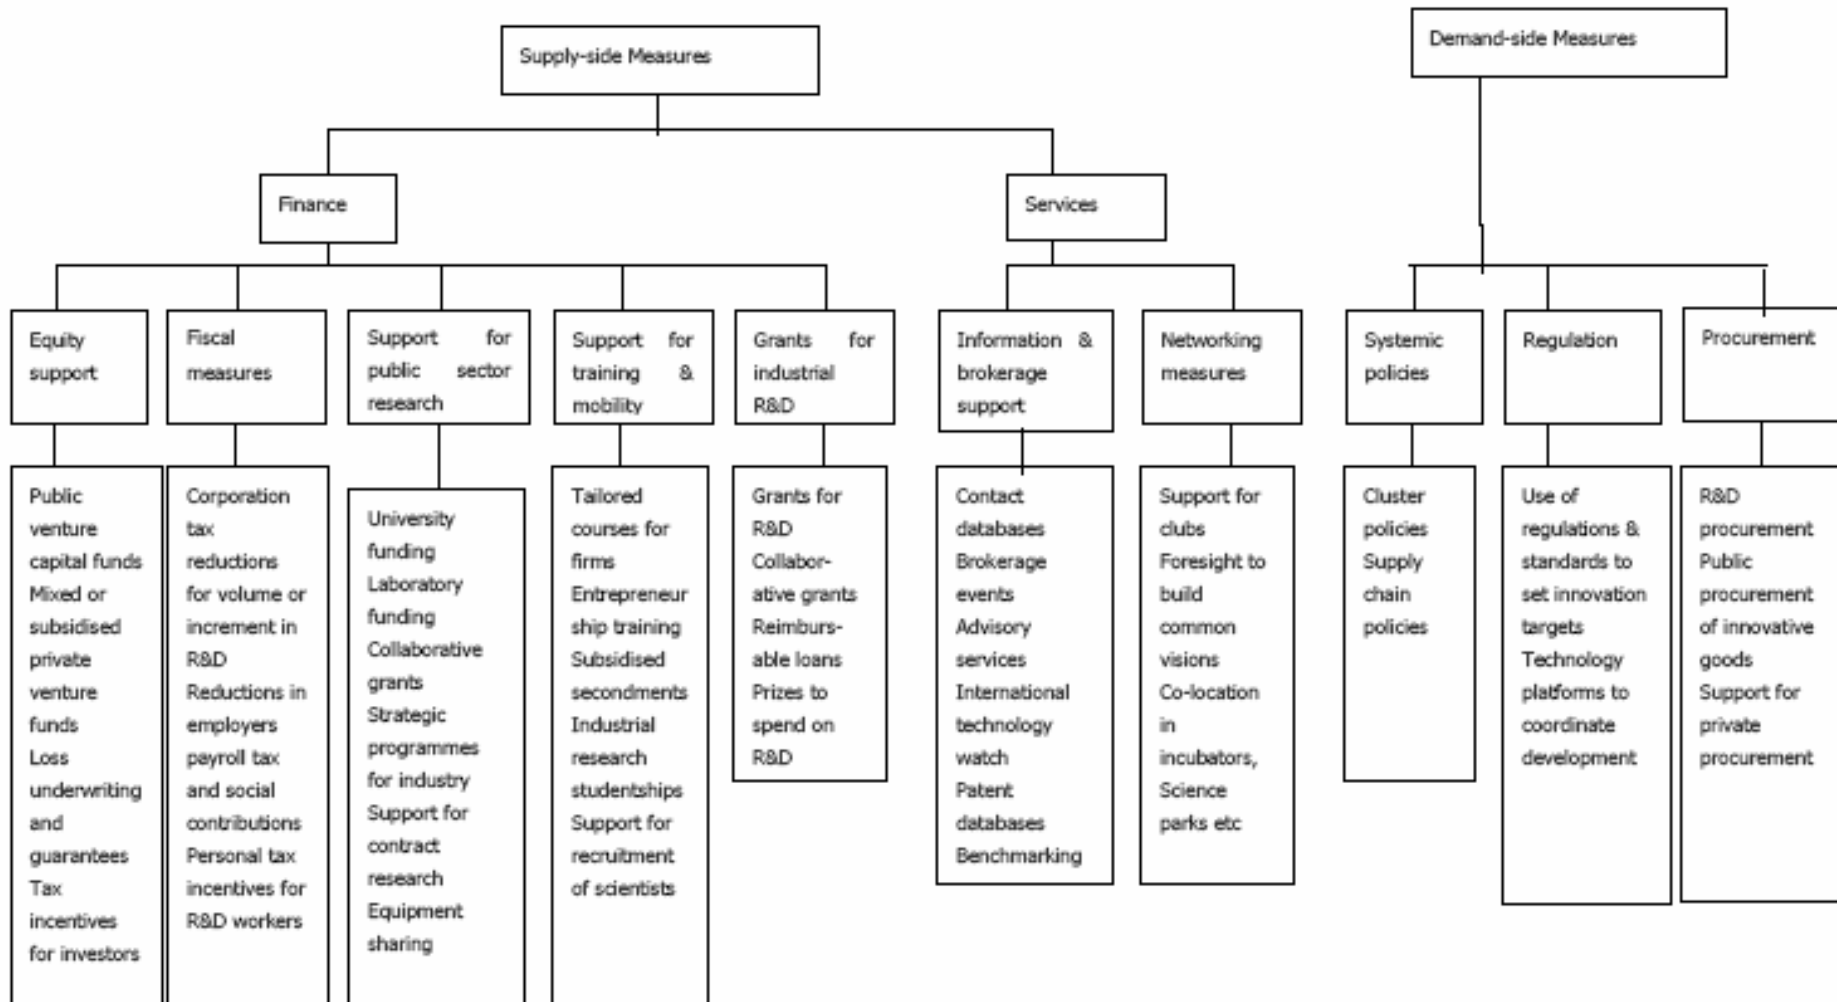 Supply-side Measures
Demand-side Measures
Finance
Services
Equity
support
Fiscal
measures
Support for
public sector
research
Support for
training &
mobility
Grants for
industrial
R&D
Information &
brokerage
support
Networking
measures
Systemic
policies
Regulation
Procurement
Public
venture
capital funds
Mixed or
subsidised
private
venture
funds
Loss
underwriting
and
guarantees
Tax
incentives
for investors
Corporation
tax
reductions
for volume or
increment in
R&D
Reductions in
employers
payroll tax
and social
contributions
Personal tax
incentives for
R&D workers
University
funding
Laboratory
funding
Collaborative
grants
Strategic
programmes
for industry
Support for
contract
research
Equipment
sharing
Tailored
courses for
firms
Entrepreneur
ship training
Subsidised
secondments
Industrial
research
studentships
Support for
recruitment
of scientists
Grants for
R&D
Collabor-
ative grants
Reimburs-
able loans
Prizes to
spend on
R&D
Contact
databases
Brokerage
events
Advisory
services
International
technology
watch
Patent
databases
Benchmarking
Support for
clubs
Foresight to
build
common
visions
Co-location
in
incubators,
Science
parks etc
Cluster
policies
Supply
chain
policies
Use of
regulations &
standards to
set innovation
targets
Technology
platforms to
coordinate
development
R&D
procurement
Public
procurement
of innovative
goods
Support for
private
procurement